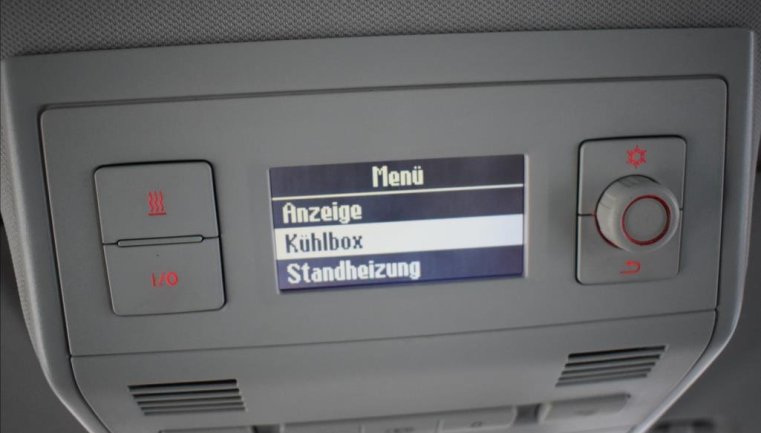 Menü
Anzeige
Kühlbox
Standheizung
I/O